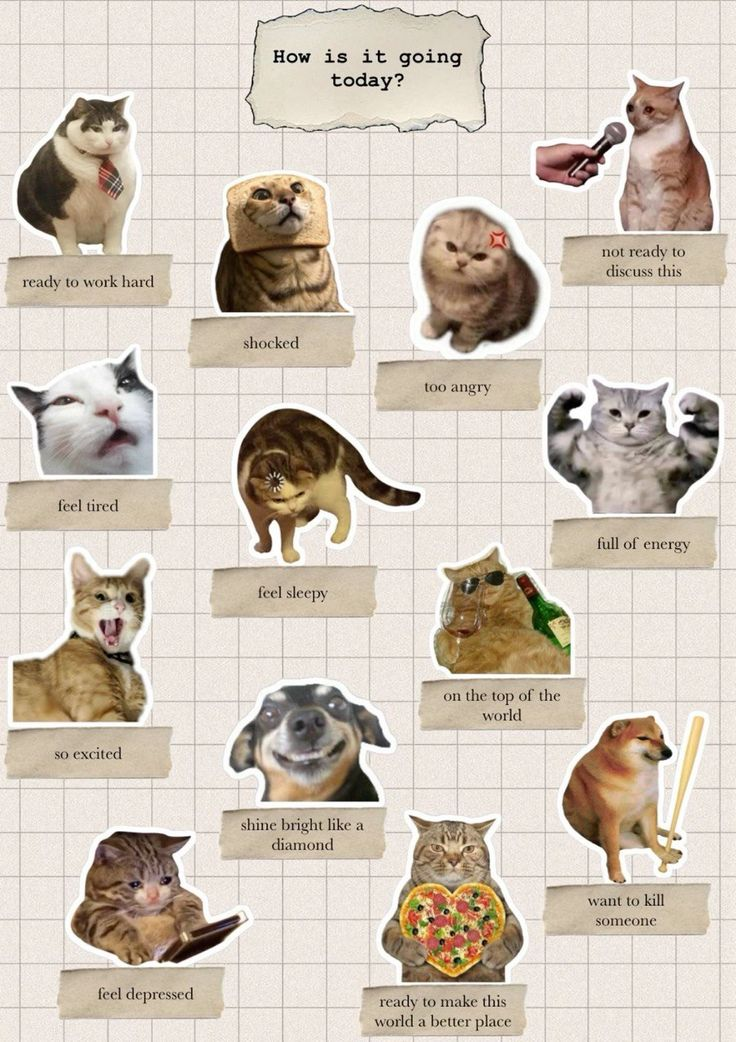 How is it going
today?
ready to work hard
shocked
too angry
not ready to
discuss this
feel tired
feel sleepy
full of energy
so excited
on the top of the
world
shine bright like a
diamond
want to kill
someone
feel depressed
ready to make this
world a better place